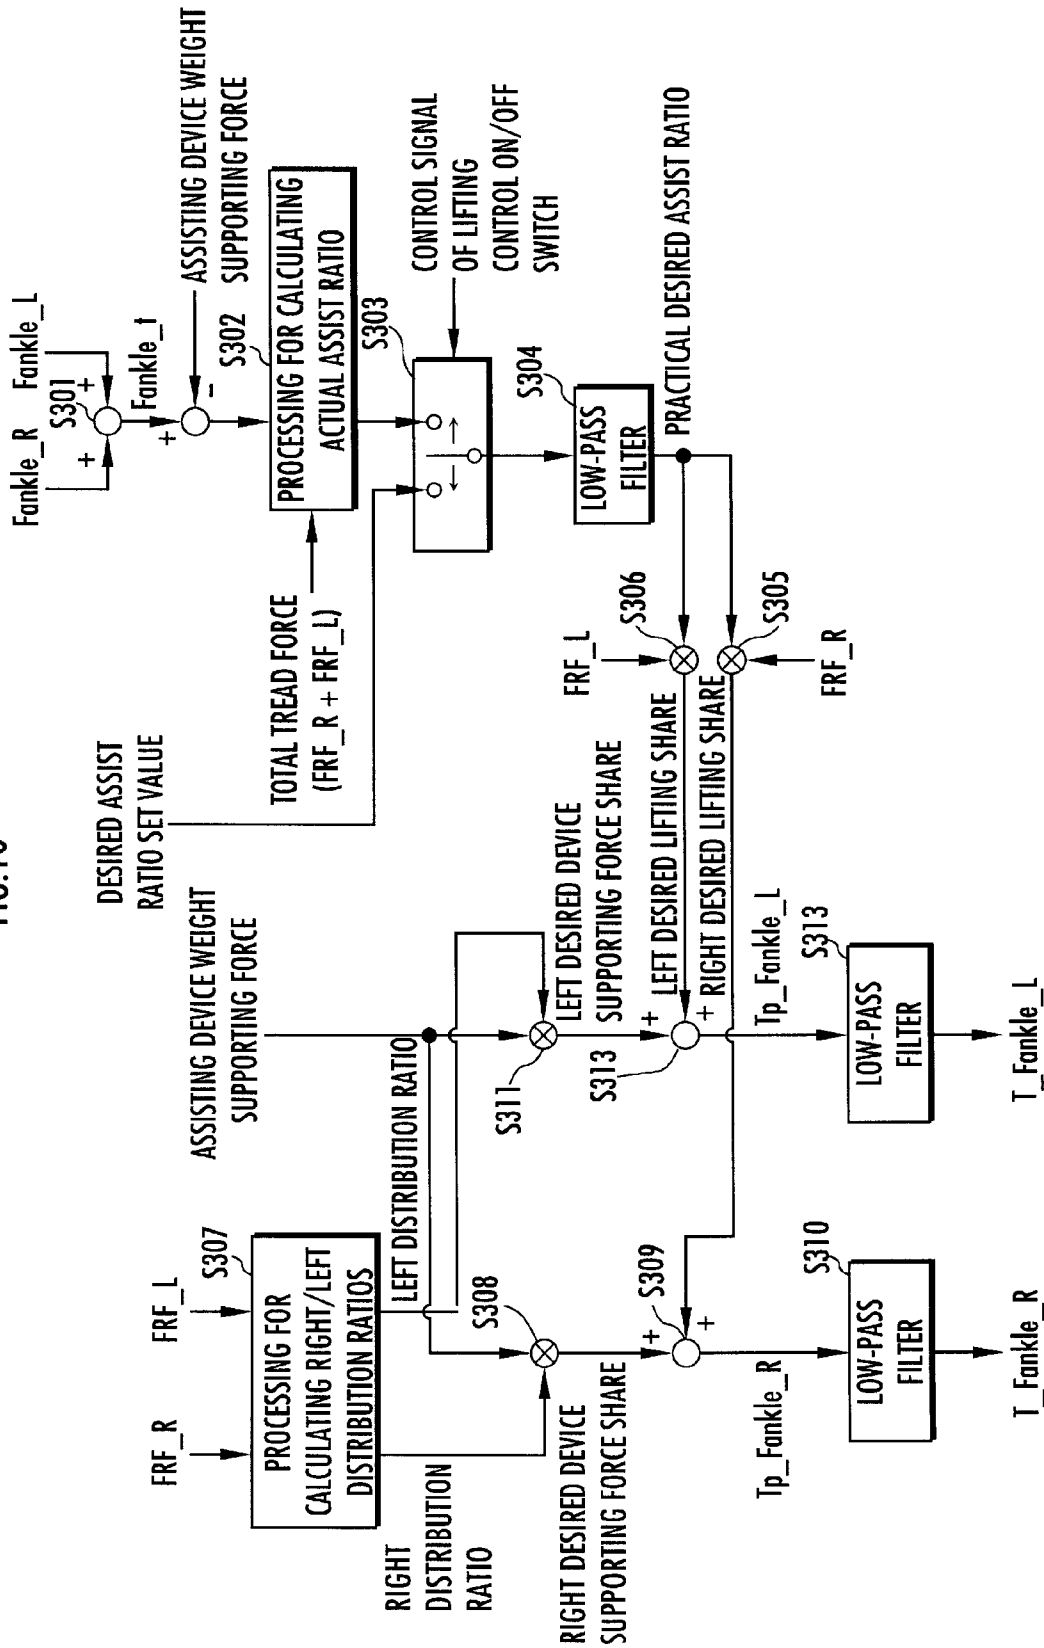 FRF_R
FRF_L
S307
PROCESSING FOR
CALCULATING RIGHT/LEFT
DISTRIBUTION RATIOS
RIGHT
DISTRIBUTION
RATIO
LEFT DISTRIBUTION RATIO
ASSISTING DEVICE WEIGHT
SUPPORTING FORCE
S308
RIGHT DESIRED DEVICE
SUPPORTING FORCE SHARE
S309
+
+
Tp_Fankle_R
S310
LOW-PASS
FILTER
T_Fankle_R
S311
LEFT DESIRED DEVICE
SUPPORTING FORCE SHARE
S313
+
+
LEFT DESIRED LIFTING SHARE
RIGHT DESIRED LIFTING SHARE
Tp_Fankle_L
S313
LOW-PASS
FILTER
T_Fankle_L
DESIRED ASSIST
RATIO SET VALUE
TOTAL TREAD FORCE
(FRF_R + FRF_L)
Fankle_R
Fankle_L
S301
+
+
Fankle_t
+
-
ASSISTING DEVICE WEIGHT
SUPPORTING FORCE
S302
PROCESSING FOR CALCULATING
ACTUAL ASSIST RATIO
S303
CONTROL SIGNAL
OF LIFTING
CONTROL ON/OFF
SWITCH
S304
LOW-PASS
FILTER
PRACTICAL DESIRED ASSIST RATIO
FRF_L
S306
S305
FRF_R